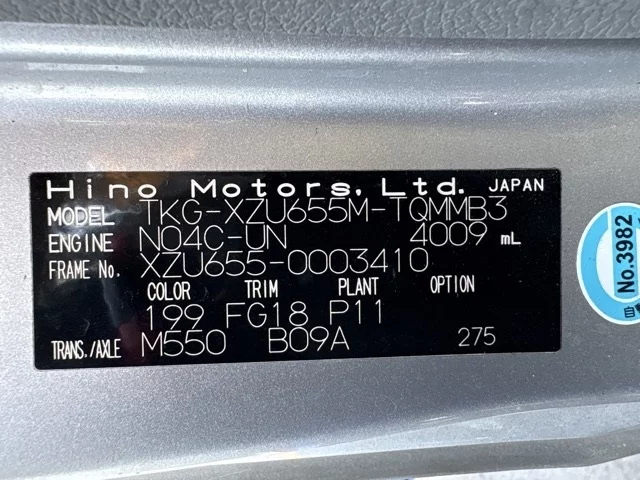 Hino Motors, Ltd. JAPAN
MODEL TKG-XZU655M-TQMMB3
ENGINE N04C-UN 4009 mL
FRAME No. XZU655-0003410
COLOR TRIM PLANT OPTION
199 FG18 P11
TRANS./AXLE M550 B09A 275
No.3982